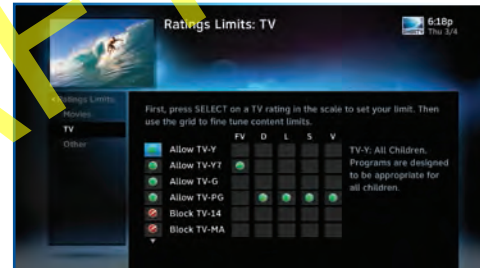 Ratings Limits: TV
6:18p
Thu 3/4
Ratings Limits:
Movies
TV
Other
First, press SELECT on a TV rating in the scale to set your limit. Then
use the grid to fine tune content limits.
FV D L S V
Allow TV-Y
Allow TV-Y7
Allow TV-G
Allow TV-PG
Block TV-14
Block TV-MA
TV-Y: All Children.
Programs are designed
to be appropriate for
all children.